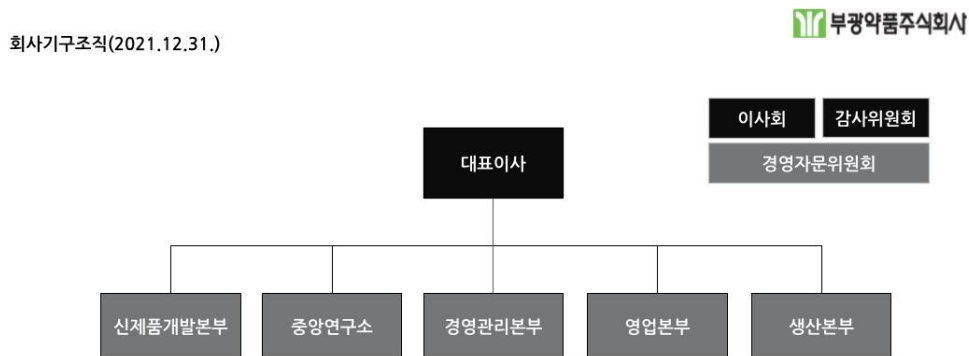 부광약품주식회사
회사기구조직(2021.12.31.)
이사회 감사위원회
대표이사
경영자문위원회
신제품개발본부 중앙연구소 경영관리본부 영업본부 생산본부